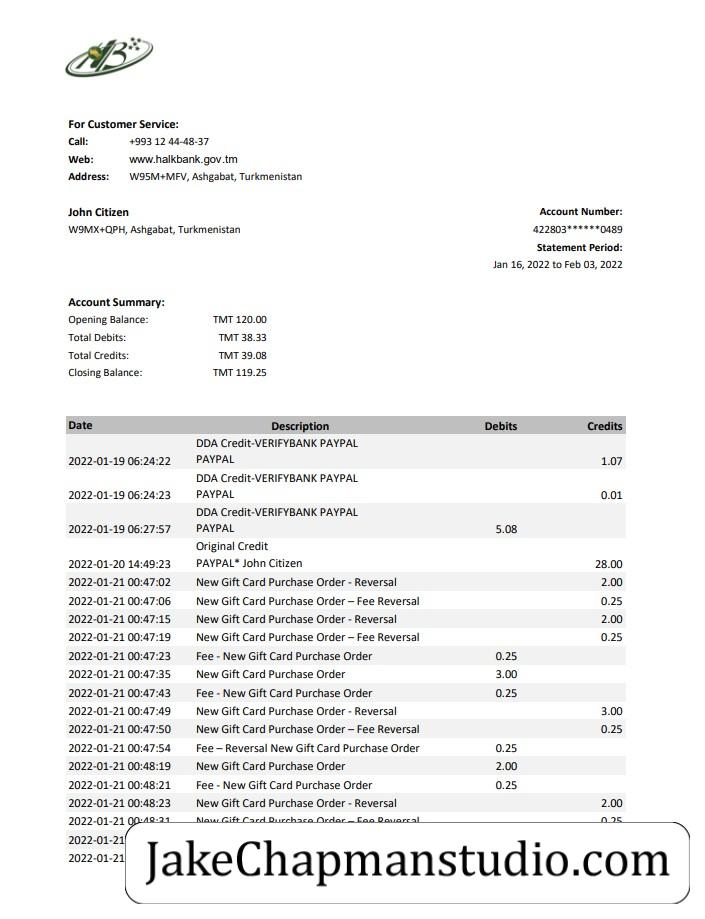 For Customer Service:
Call: +993 12 44-48-37
Web: www.halkbank.gov.tm
Address: W95M+MFV, Ashgabat, Turkmenistan
John Citizen
W9MX+QPH, Ashgabat, Turkmenistan
Account Number:
422803******0489
Statement Period:
Jan 16, 2022 to Feb 03, 2022
Account Summary:
Opening Balance: TMT 120.00
Total Debits: TMT 38.33
Total Credits: TMT 39.08
Closing Balance: TMT 119.25
Date Description Debits Credits
DDA Credit-VERIFYBANK PAYPAL
2022-01-19 06:24:22 PAYPAL 1.07
DDA Credit-VERIFYBANK PAYPAL
2022-01-19 06:24:23 PAYPAL 0.01
DDA Credit-VERIFYBANK PAYPAL
2022-01-19 06:27:57 PAYPAL 5.08
Original Credit
2022-01-20 14:49:23 PAYPAL* John Citizen 28.00
2022-01-21 00:47:02 New Gift Card Purchase Order - Reversal 2.00
2022-01-21 00:47:06 New Gift Card Purchase Order – Fee Reversal 0.25
2022-01-21 00:47:15 New Gift Card Purchase Order - Reversal 2.00
2022-01-21 00:47:19 New Gift Card Purchase Order – Fee Reversal 0.25
2022-01-21 00:47:23 Fee - New Gift Card Purchase Order 0.25
2022-01-21 00:47:35 New Gift Card Purchase Order 3.00
2022-01-21 00:47:43 Fee - New Gift Card Purchase Order 0.25
2022-01-21 00:47:49 New Gift Card Purchase Order - Reversal 3.00
2022-01-21 00:47:50 New Gift Card Purchase Order – Fee Reversal 0.25
2022-01-21 00:47:54 Fee – Reversal New Gift Card Purchase Order 0.25
2022-01-21 00:48:19 New Gift Card Purchase Order 2.00
2022-01-21 00:48:21 Fee - New Gift Card Purchase Order 0.25
2022-01-21 00:48:23 New Gift Card Purchase Order - Reversal 2.00
2022-01-21 00:48:31 New Gift Card Purchase Order – Fee Reversal 0.25
2022-01-21
2022-01-21
JakeChapmanstudio.com